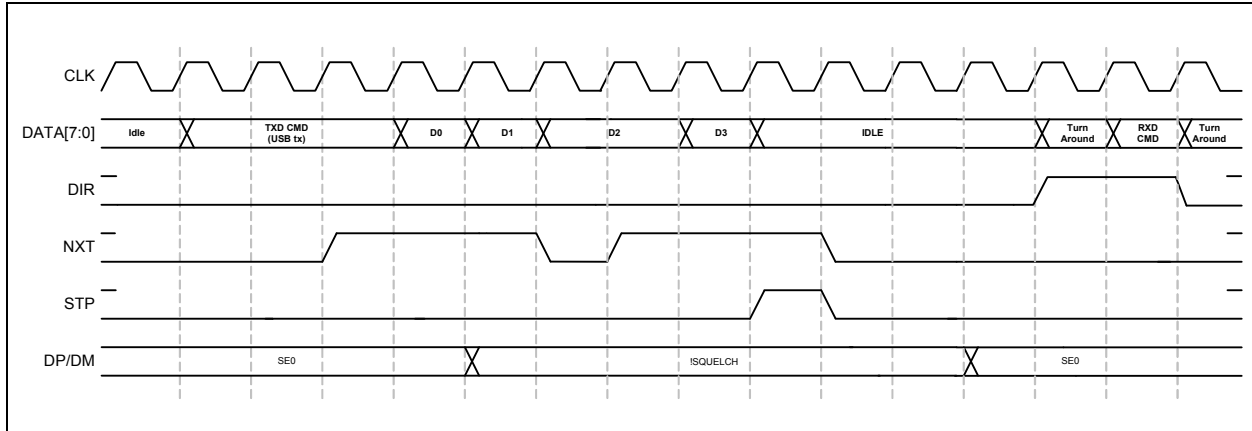 CLK
DATA[7:0]
Idle
TXD CMD
(USB tx)
D0
D1
D2
D3
IDLE
Turn
Around
RXD
CMD
Turn
Around
DIR
NXT
STP
DP/DM
SE0
!SQUELCH
SE0